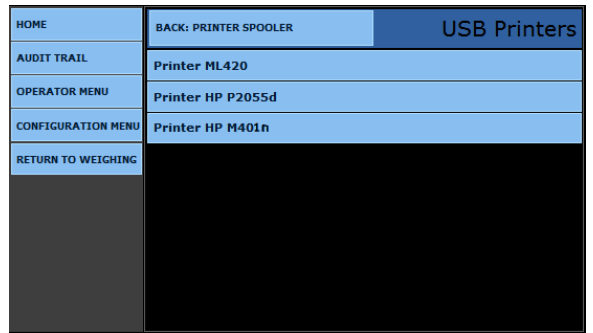 HOME
AUDIT TRAIL
OPERATOR MENU
CONFIGURATION MENU
RETURN TO WEIGHING
BACK: PRINTER SPOOLER
USB Printers
Printer ML420
Printer HP P2055d
Printer HP M401n